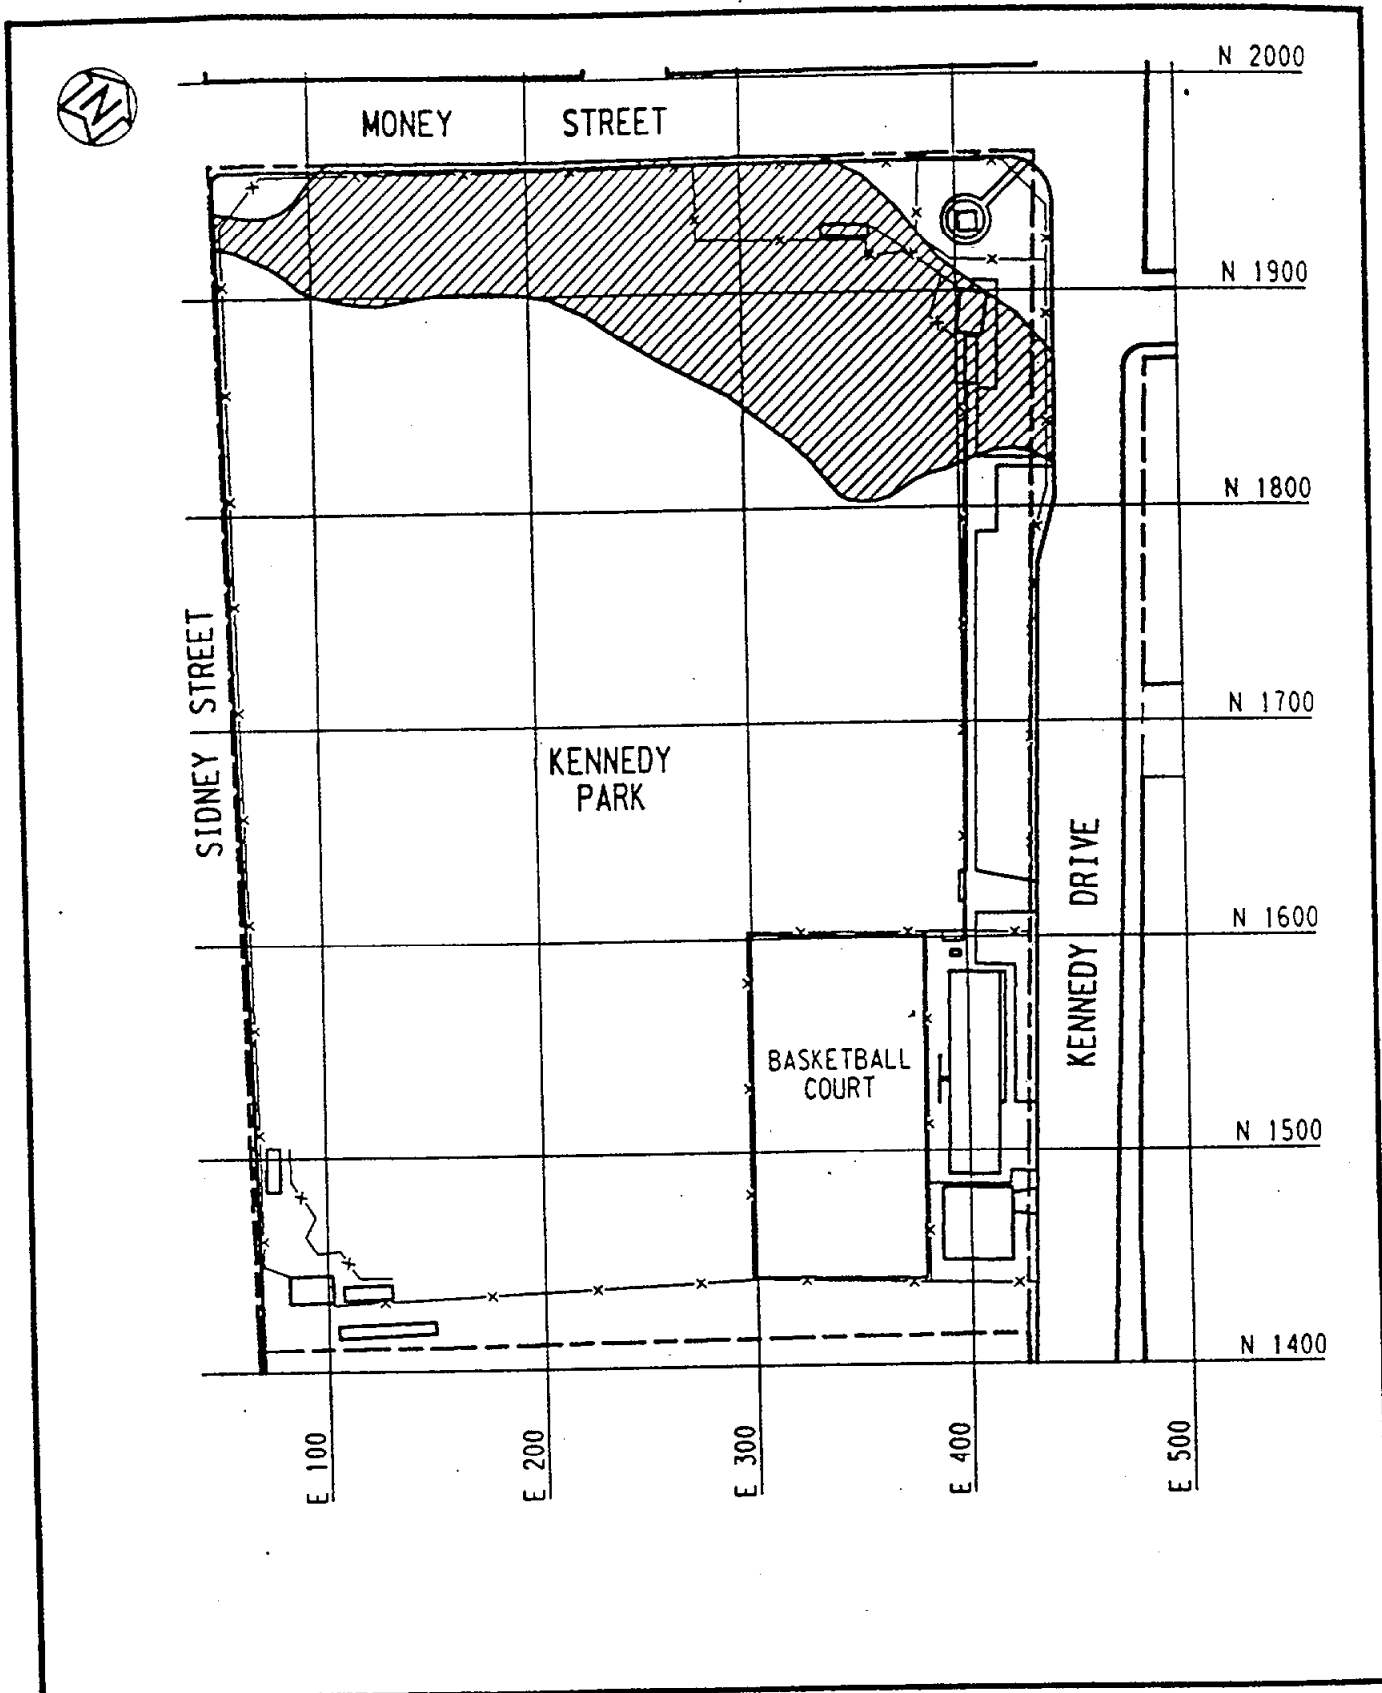 N 2000
N
MONEY STREET
N 1900
N 1800
SIDNEY STREET
N 1700
KENNEDY
PARK
KENNEDY DRIVE
N 1600
BASKETBALL
COURT
N 1500
N 1400
E 100
E 200
E 300
E 400
E 500